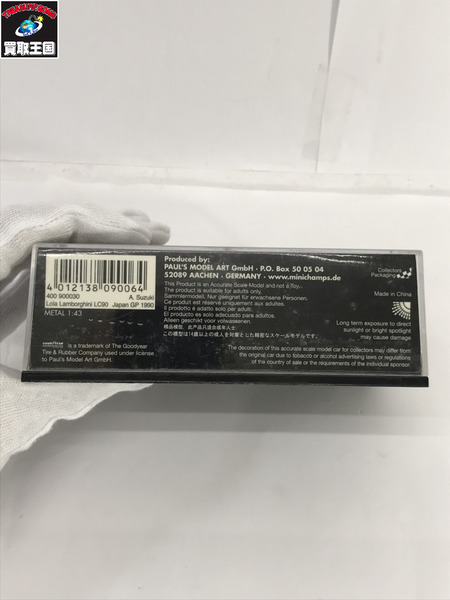 買取王国
4 012138 090064
400 900030 A. Suzuki
Lola Lamborghini LC90 Japan GP 1990
METAL 1:43
is a trademark of The Goodyear
Tire & Rubber Company used under license
to Paul's Model Art GmbH.
Produced by:
PAUL'S MODEL ART GmbH · P.O. Box 50 05 04
52089 AACHEN · GERMANY · www.minichamps.de
This Product is an Accurate Scale Model and not a Toy.
The Product is suitable for adults only.
Sammlermodell, Nur geeignet für erwachsene Personen.
Ce produit est réservé uniquement aux adultes.
Il prodotto è adatto solo ad adulti.
El producto es solo adecuado para adultos.
Alleen geschikt voor volwassenen.
この模型は14歳以上の成人を対象とした精密なスケールモデルです。
Collectors
Packaging
Made in China
Long term exposure to direct
sunlight or bright spotlight
may cause damage
The decoration of this accurate scale model car for collectors may differ from
the original car due to tobacco or alcohol advertising laws or regulations
of the country of sale or the requirements of the individual sponsor.